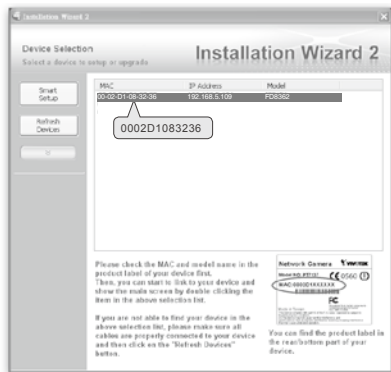 Installation Wizard 2
Device Selection
Select a device to setup or upgrade
Installation Wizard 2
Smart
Setup
Refresh
Devices
MAC IP Address Model
00-02-D1-08-32-36 192.168.5.109 FD8362
0002D1083236
Please check the MAC and model name in the
product label of your device first.
Then, you can start to link to your device and
show the main screen by double clicking the
item in the above selection list.
If you are not able to find your device in the
above selection list, please make sure all
cables are properly connected to your device
and then click on the "Refresh Devices"
button.
Network Camera VIVOTEK
0560
FC
You can find the product label in
the rear/bottom part of your
device.